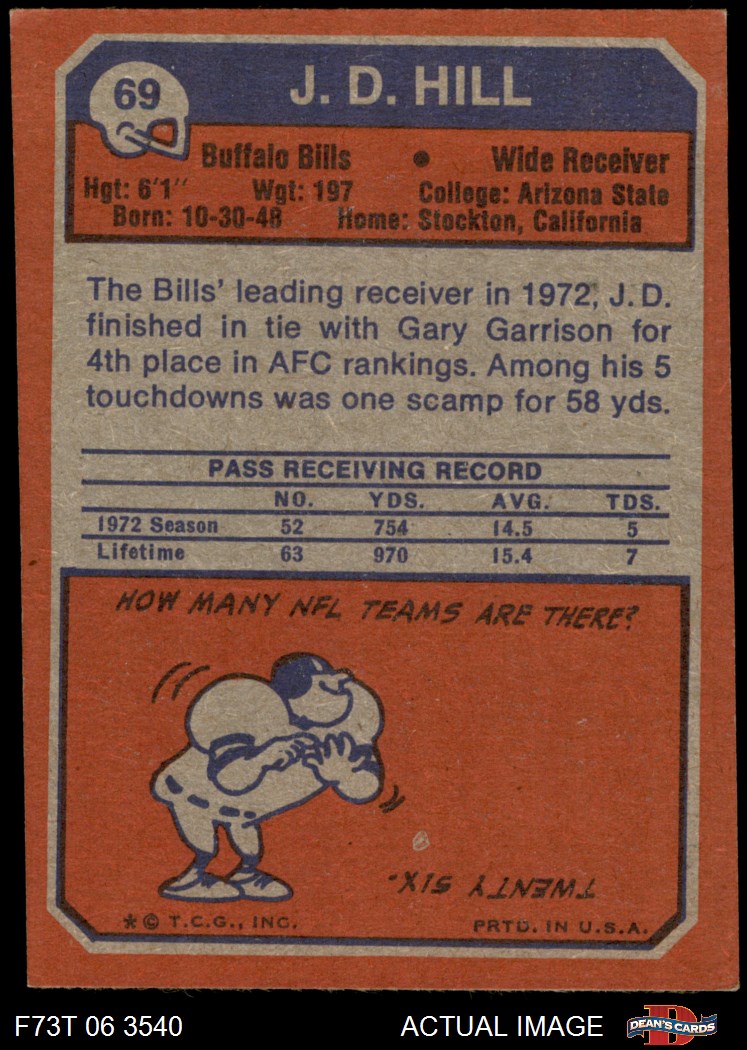 69
J. D. HILL
Buffalo Bills • Wide Receiver
Hgt: 6'1'' Wgt: 197 College: Arizona State
Born: 10-30-48 Home: Stockton, California
The Bills' leading receiver in 1972, J.D.
finished in tie with Gary Garrison for
4th place in AFC rankings. Among his 5
touchdowns was one scamp for 58 yds.
PASS RECEIVING RECORD
NO. YDS. AVG. TDS.
1972 Season 52 754 14.5 5
Lifetime 63 970 15.4 7
HOW MANY NFL TEAMS ARE THERE?
TWENTY SIX.
* © T.C.G., INC. PRTD. IN U.S.A.
F73T 06 3540 ACTUAL IMAGE D DEAN'S CARDS